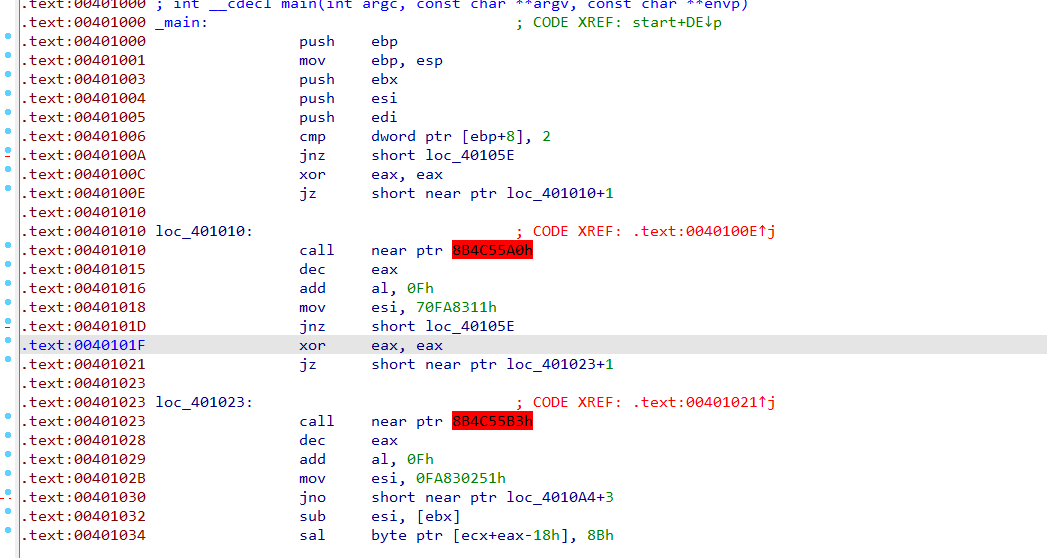 .text:00401000 ; int __cdecl main(int argc, const char **argv, const char **envp)
.text:00401000 _main: ; CODE XREF: start+DE↓p
.text:00401000 push ebp
.text:00401001 mov ebp, esp
.text:00401003 push ebx
.text:00401004 push esi
.text:00401005 push edi
.text:00401006 cmp dword ptr [ebp+8], 2
.text:0040100A jnz short loc_40105E
.text:0040100C xor eax, eax
.text:0040100E jz short near ptr loc_401010+1
.text:00401010
.text:00401010 loc_401010: ; CODE XREF: .text:0040100E↑j
.text:00401010 call near ptr 8B4C55A0h
.text:00401015 dec eax
.text:00401016 add al, 0Fh
.text:00401018 mov esi, 70FA8311h
.text:0040101D jnz short loc_40105E
.text:0040101F xor eax, eax
.text:00401021 jz short near ptr loc_401023+1
.text:00401023
.text:00401023 loc_401023: ; CODE XREF: .text:00401021↑j
.text:00401023 call near ptr 8B4C55B3h
.text:00401028 dec eax
.text:00401029 add al, 0Fh
.text:0040102B mov esi, 0FA830251h
.text:00401030 jno short near ptr loc_4010A4+3
.text:00401032 sub esi, [ebx]
.text:00401034 sal byte ptr [ecx+eax-18h], 8Bh